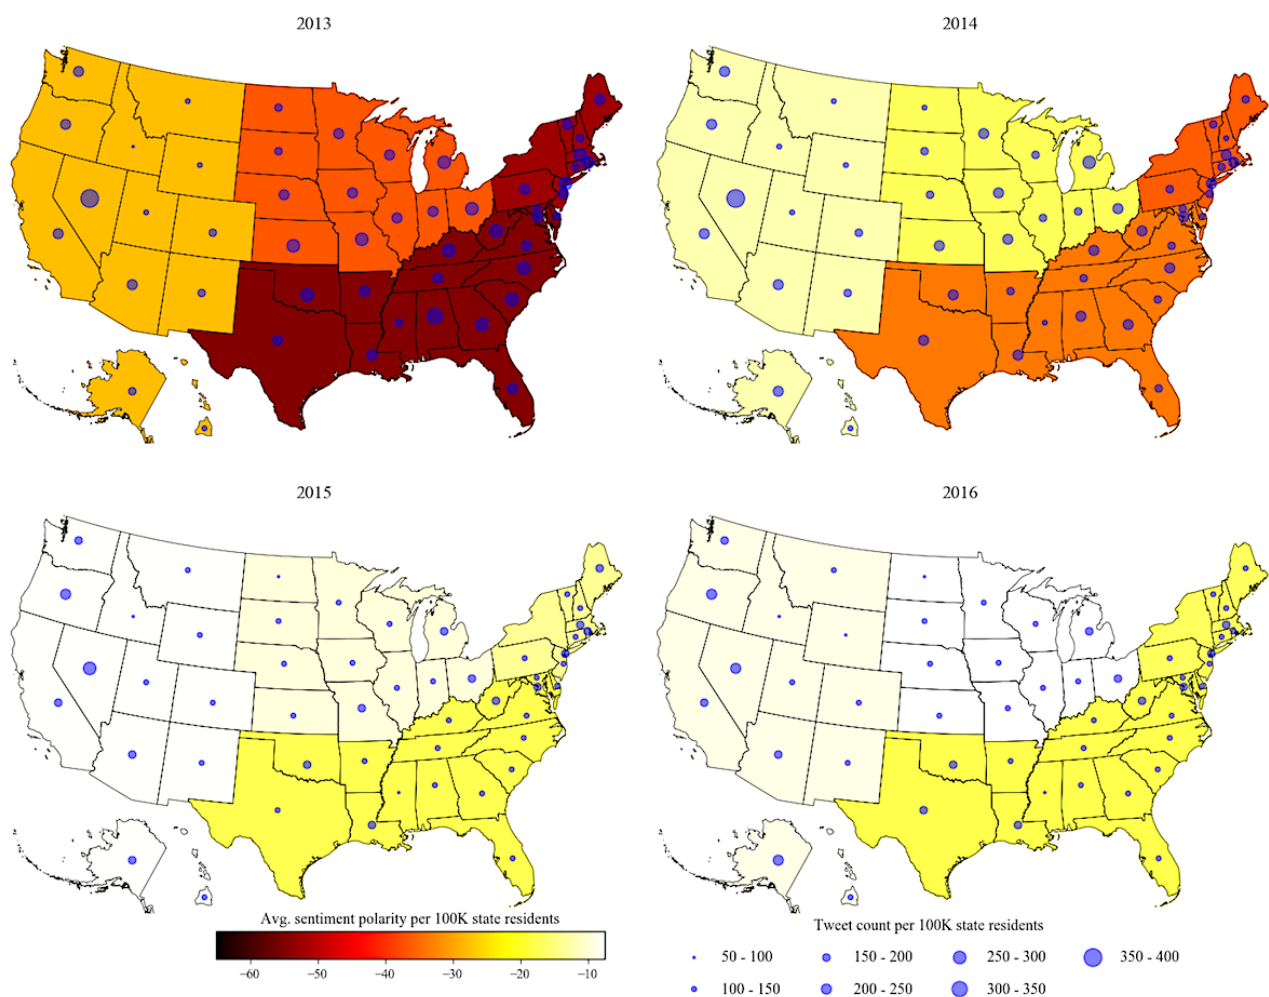 2013
2014
2015
2016
Avg. sentiment polarity per 100K state residents
−60 −50 −40 −30 −20 −10
Tweet count per 100K state residents
50 - 100 150 - 200 250 - 300 350 - 400
100 - 150 200 - 250 300 - 350